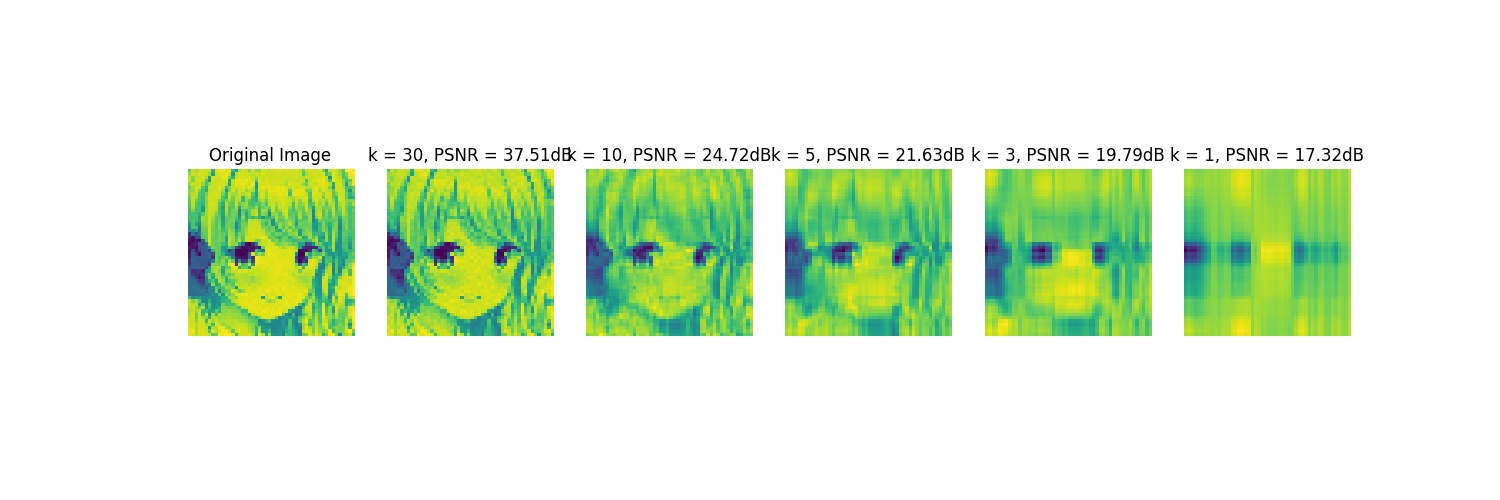 Original Image
k = 30, PSNR = 37.51dB
k = 10, PSNR = 24.72dB
k = 5, PSNR = 21.63dB
k = 3, PSNR = 19.79dB
k = 1, PSNR = 17.32dB